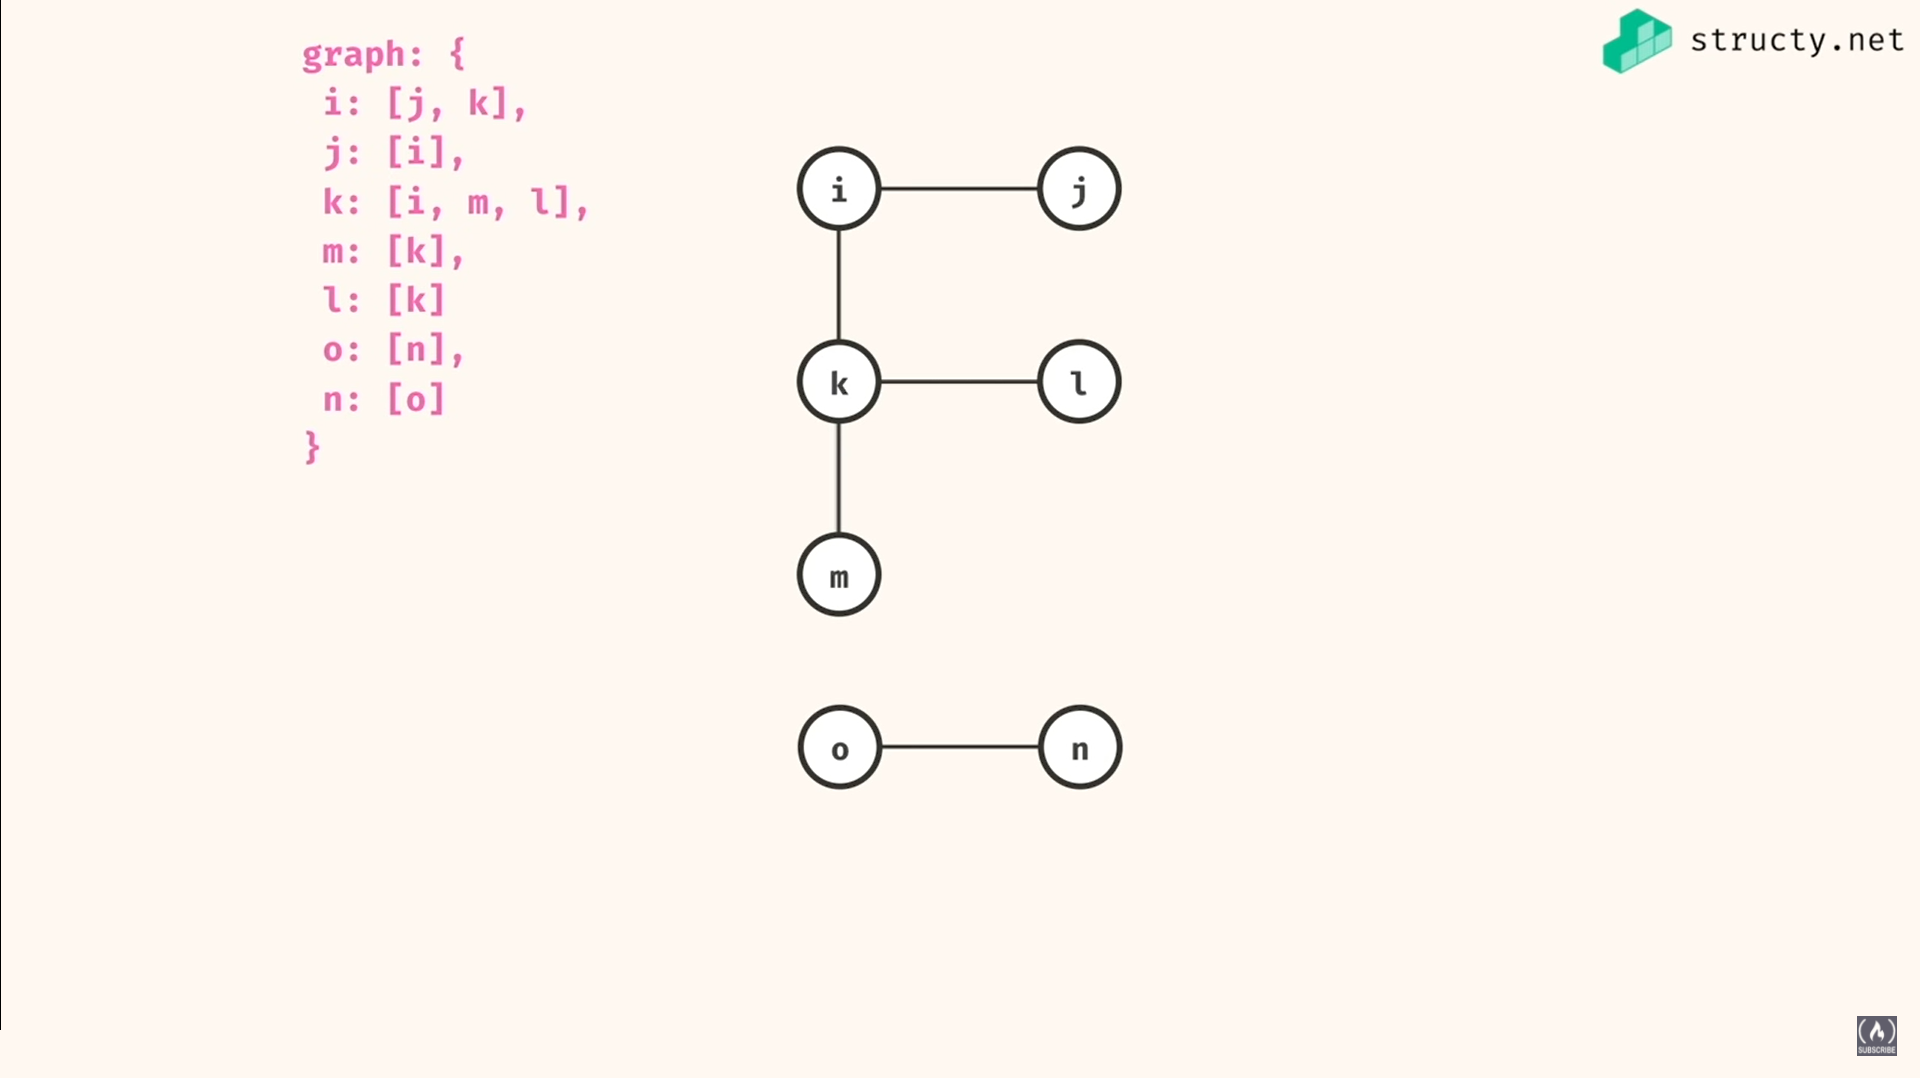 structy.net
graph: {
i: [j, k],
j: [i],
k: [i, m, l],
m: [k],
l: [k]
o: [n],
n: [o]
}
i
j
k
l
m
o
n
SUBSCRIBE